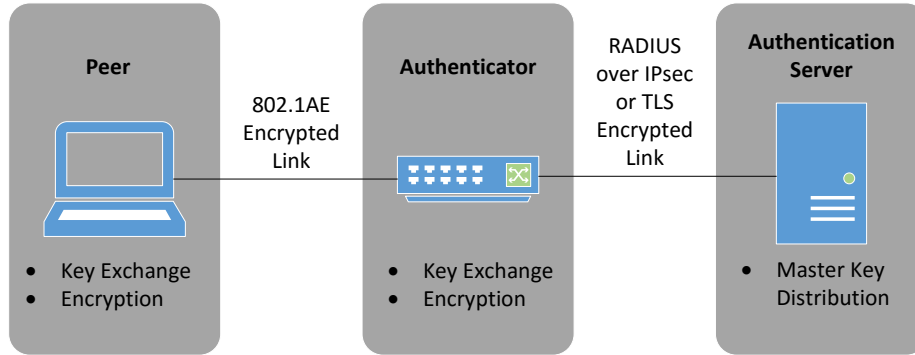 Peer
802.1AE
Encrypted
Link
Authenticator
RADIUS
over IPsec
or TLS
Encrypted
Link
Authentication
Server
• Key Exchange
• Encryption
• Key Exchange
• Encryption
• Master Key
Distribution